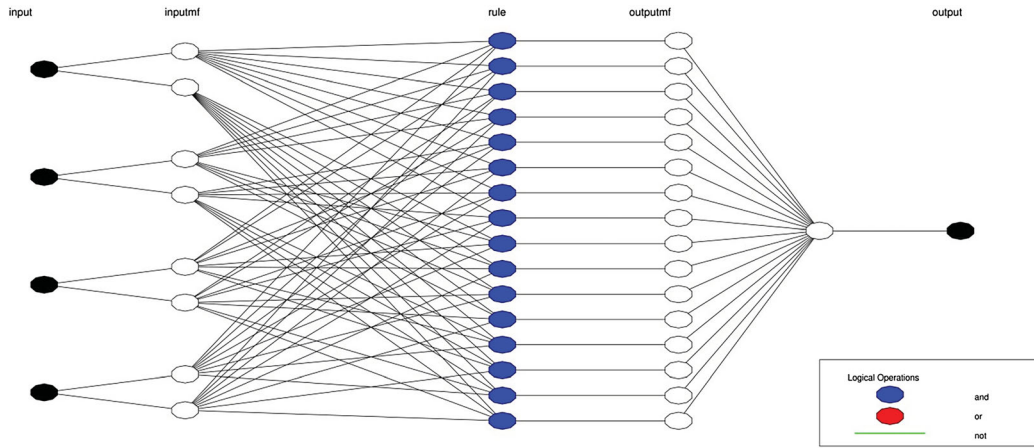 input inputmf rule outputmf output
Logical Operations
and
or
not